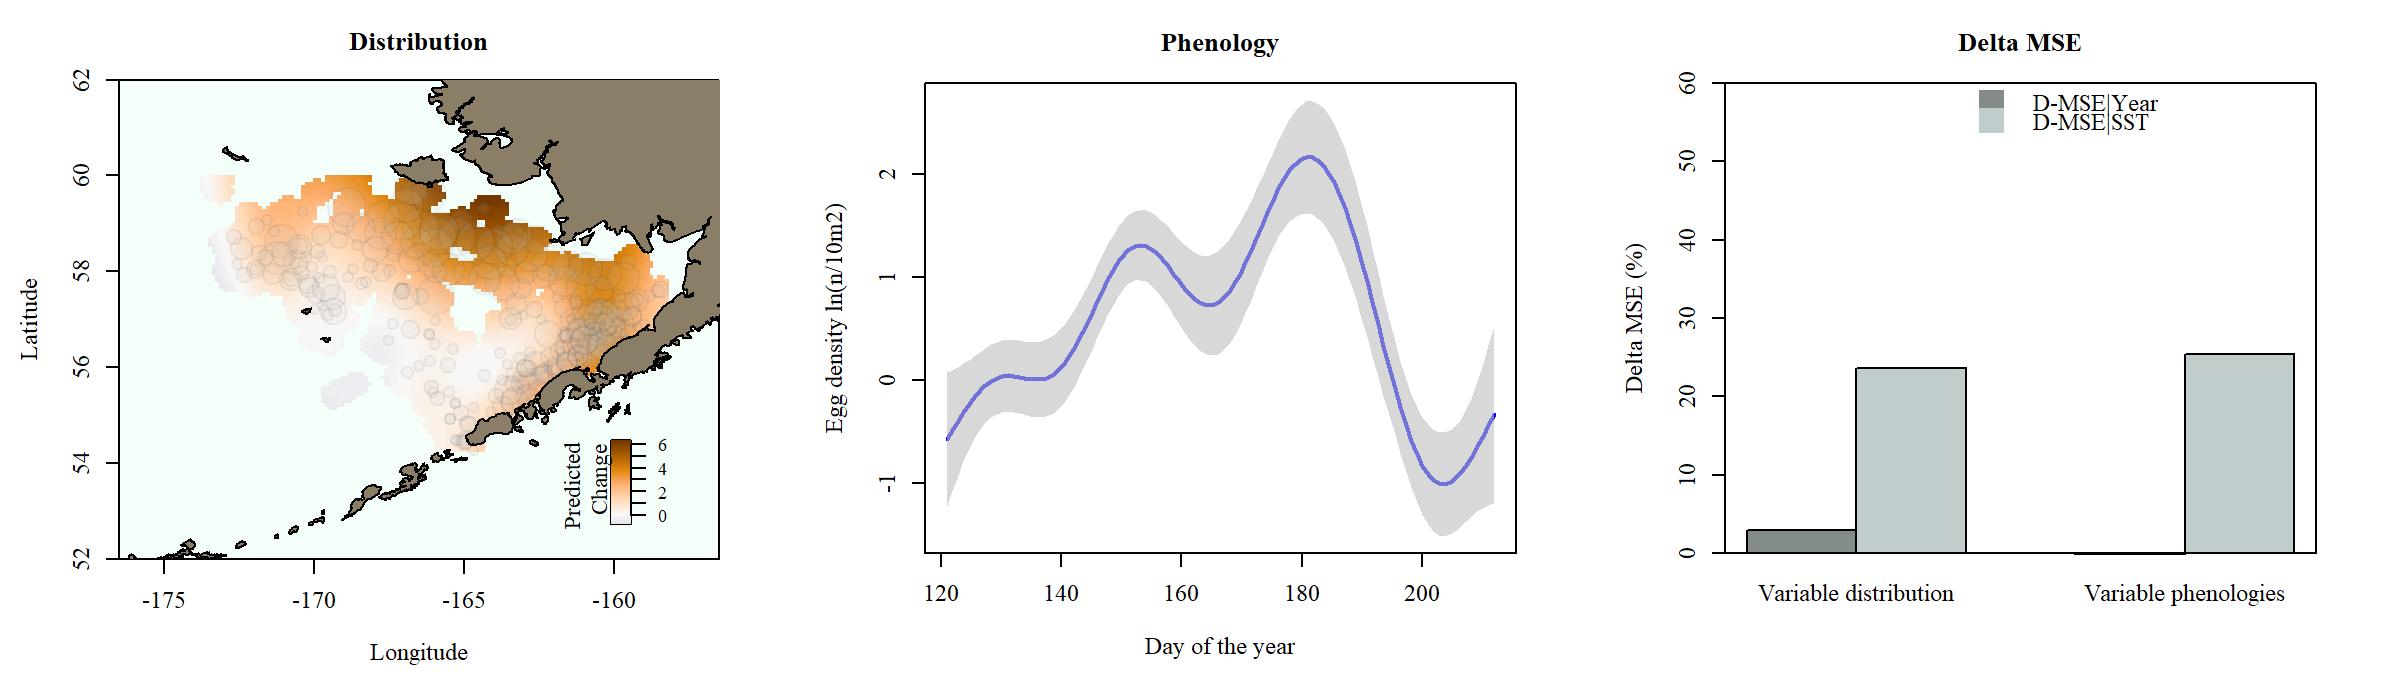 Distribution
Latitude
62
60
58
56
54
52
-175
-170
-165
-160
Longitude
Predicted
Change
6
4
2
0
Phenology
Egg density ln(n/10m2)
2
1
0
-1
120
140
160
180
200
Day of the year
Delta MSE
Delta MSE (%)
60
50
40
30
20
10
0
D-MSE|Year
D-MSE|SST
Variable distribution
Variable phenologies